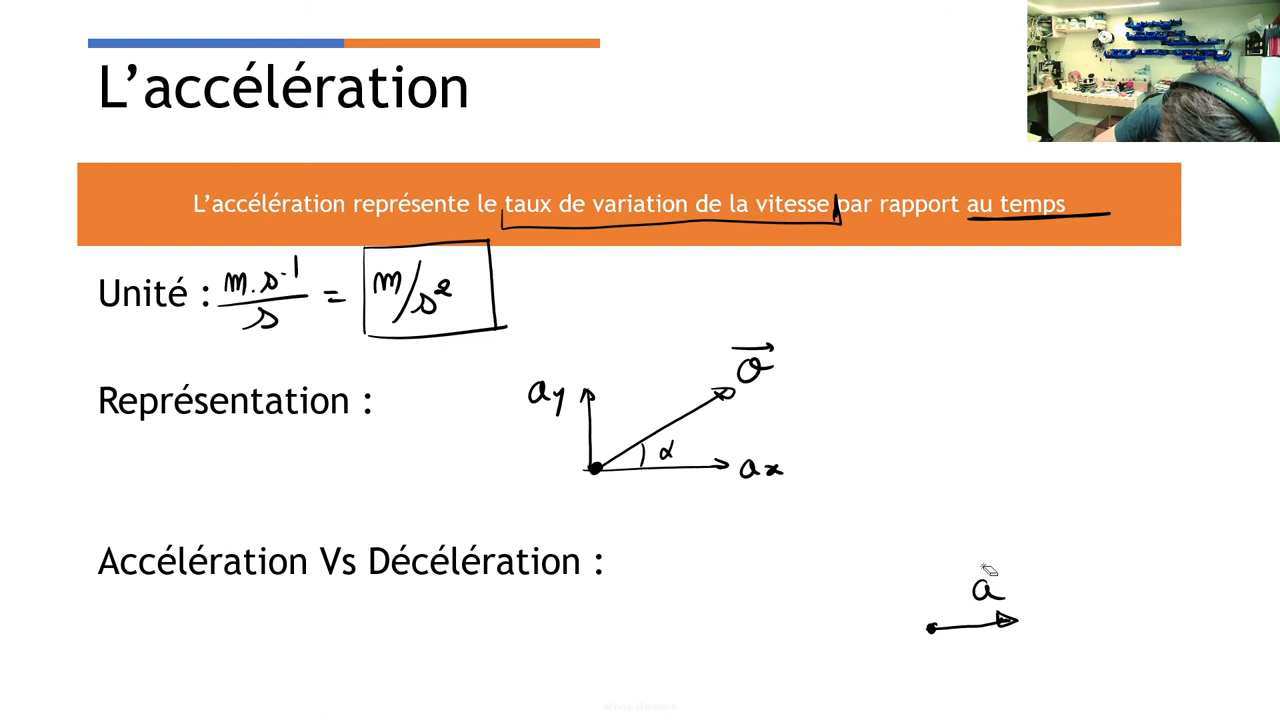 L'accélération
L'accélération représente le taux de variation de la vitesse par rapport au temps
Unité : m.s⁻¹/s = m/s²
a
ay
Représentation :
α
ax
Accélération Vs Décélération :
a